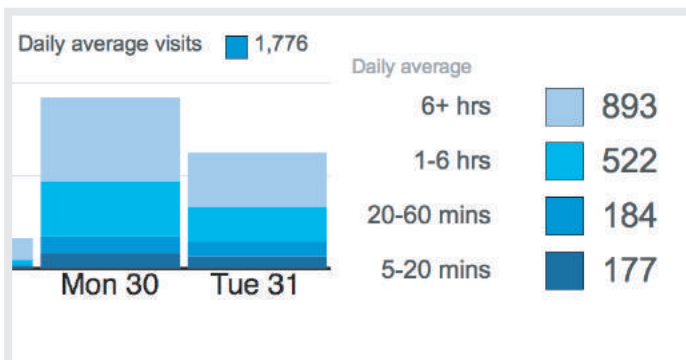 Daily average visits 1,776
Daily average
6+ hrs 893
1-6 hrs 522
20-60 mins 184
5-20 mins 177
Mon 30 Tue 31